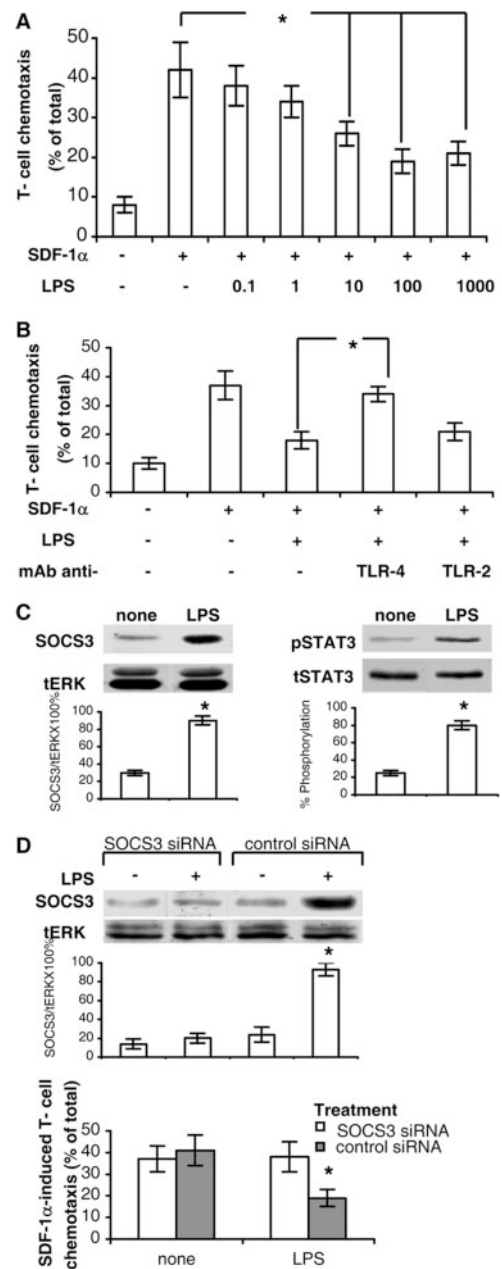 A
*
T- cell chemotaxis
(% of total)
50
40
30
20
10
0
SDF-1α - + + + + + +
LPS - - 0.1 1 10 100 1000
B
*
T- cell chemotaxis
(% of total)
50
40
30
20
10
0
SDF-1α - + + + +
LPS - - + + +
mAb anti- - - - TLR-4 TLR-2
C
none LPS
SOCS3
tERK
SOCS3/tERKX100%
100
80
60
40
20
0
*
none LPS
pSTAT3
tSTAT3
% Phosphorylation
100
80
60
40
20
0
*
D
SOCS3 siRNA control siRNA
LPS - + - +
SOCS3
tERK
SOCS3/tERKX100%
100
80
60
40
20
0
*
SDF-1α-induced T- cell
chemotaxis (% of total)
50
40
30
20
10
0
Treatment
SOCS3 siRNA
control siRNA
*
none LPS